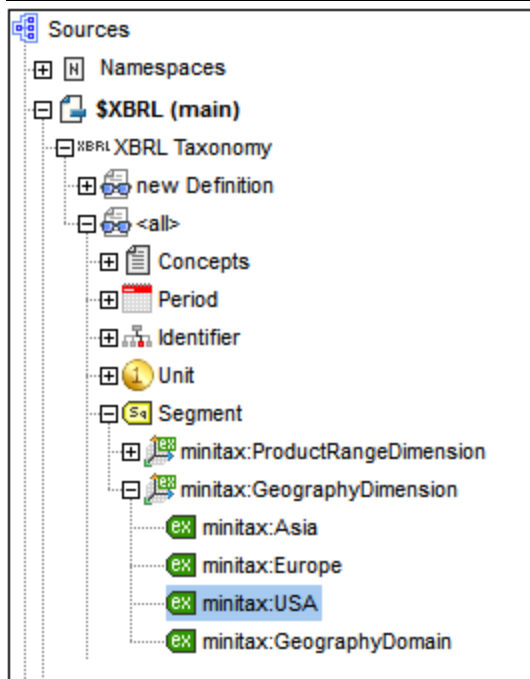 Sources
N Namespaces
$XBRL (main)
XBRL XBRL Taxonomy
new Definition
<all>
Concepts
Period
Identifier
1 Unit
Sq Segment
ex minitax:ProductRangeDimension
ex minitax:GeographyDimension
ex minitax:Asia
ex minitax:Europe
ex minitax:USA
ex minitax:GeographyDomain